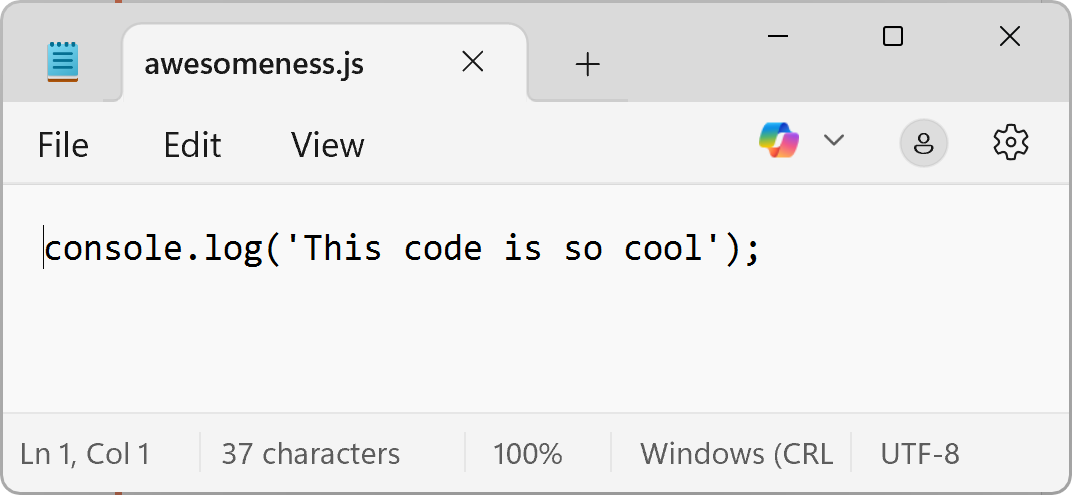 awesomeness.js
File Edit View
console.log('This code is so cool');
Ln 1, Col 1 37 characters 100% Windows (CRL UTF-8